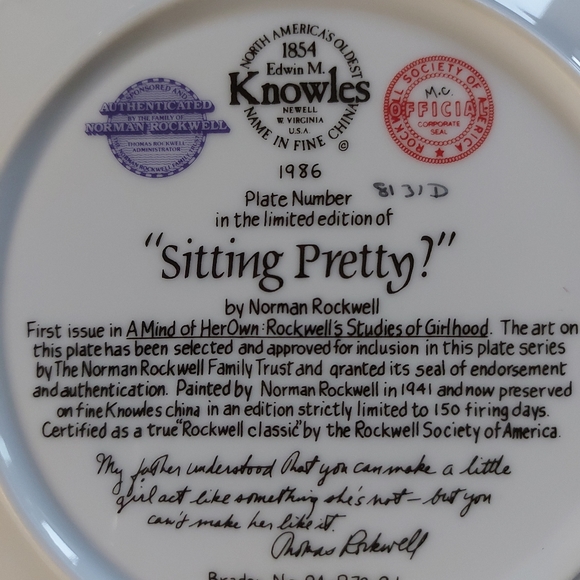 NORTH AMERICA'S OLDEST
1854
Edwin M.
Knowles
NEWELL
W. VIRGINIA
U.S.A.
NAME IN FINE CHINA
©
SPONSORED AND
AUTHENTICATED
BY THE FAMILY OF
NORMAN ROCKWELL
THOMAS ROCKWELL
ADMINISTRATOR
NORMAN ROCKWELL FAMILY
ROCKWELL SOCIETY OF AMERICA
M.C.
OFFICIAL
CORPORATE
SEAL
1986
Plate Number 8131D
in the limited edition of
"Sitting Pretty?"
by Norman Rockwell
First issue in A Mind of Her Own: Rockwell's Studies of Girlhood. The art on
this plate has been selected and approved for inclusion in this plate series
by The Norman Rockwell Family Trust and granted its seal of endorsement
and authentication. Painted by Norman Rockwell in 1941 and now preserved
on fine Knowles china in an edition strictly limited to 150 firing days.
Certified as a true "Rockwell classic" by the Rockwell Society of America.
My father understood that you can make a little
girl act like something she's not – but you
can't make her like it.
Thomas Rockwell